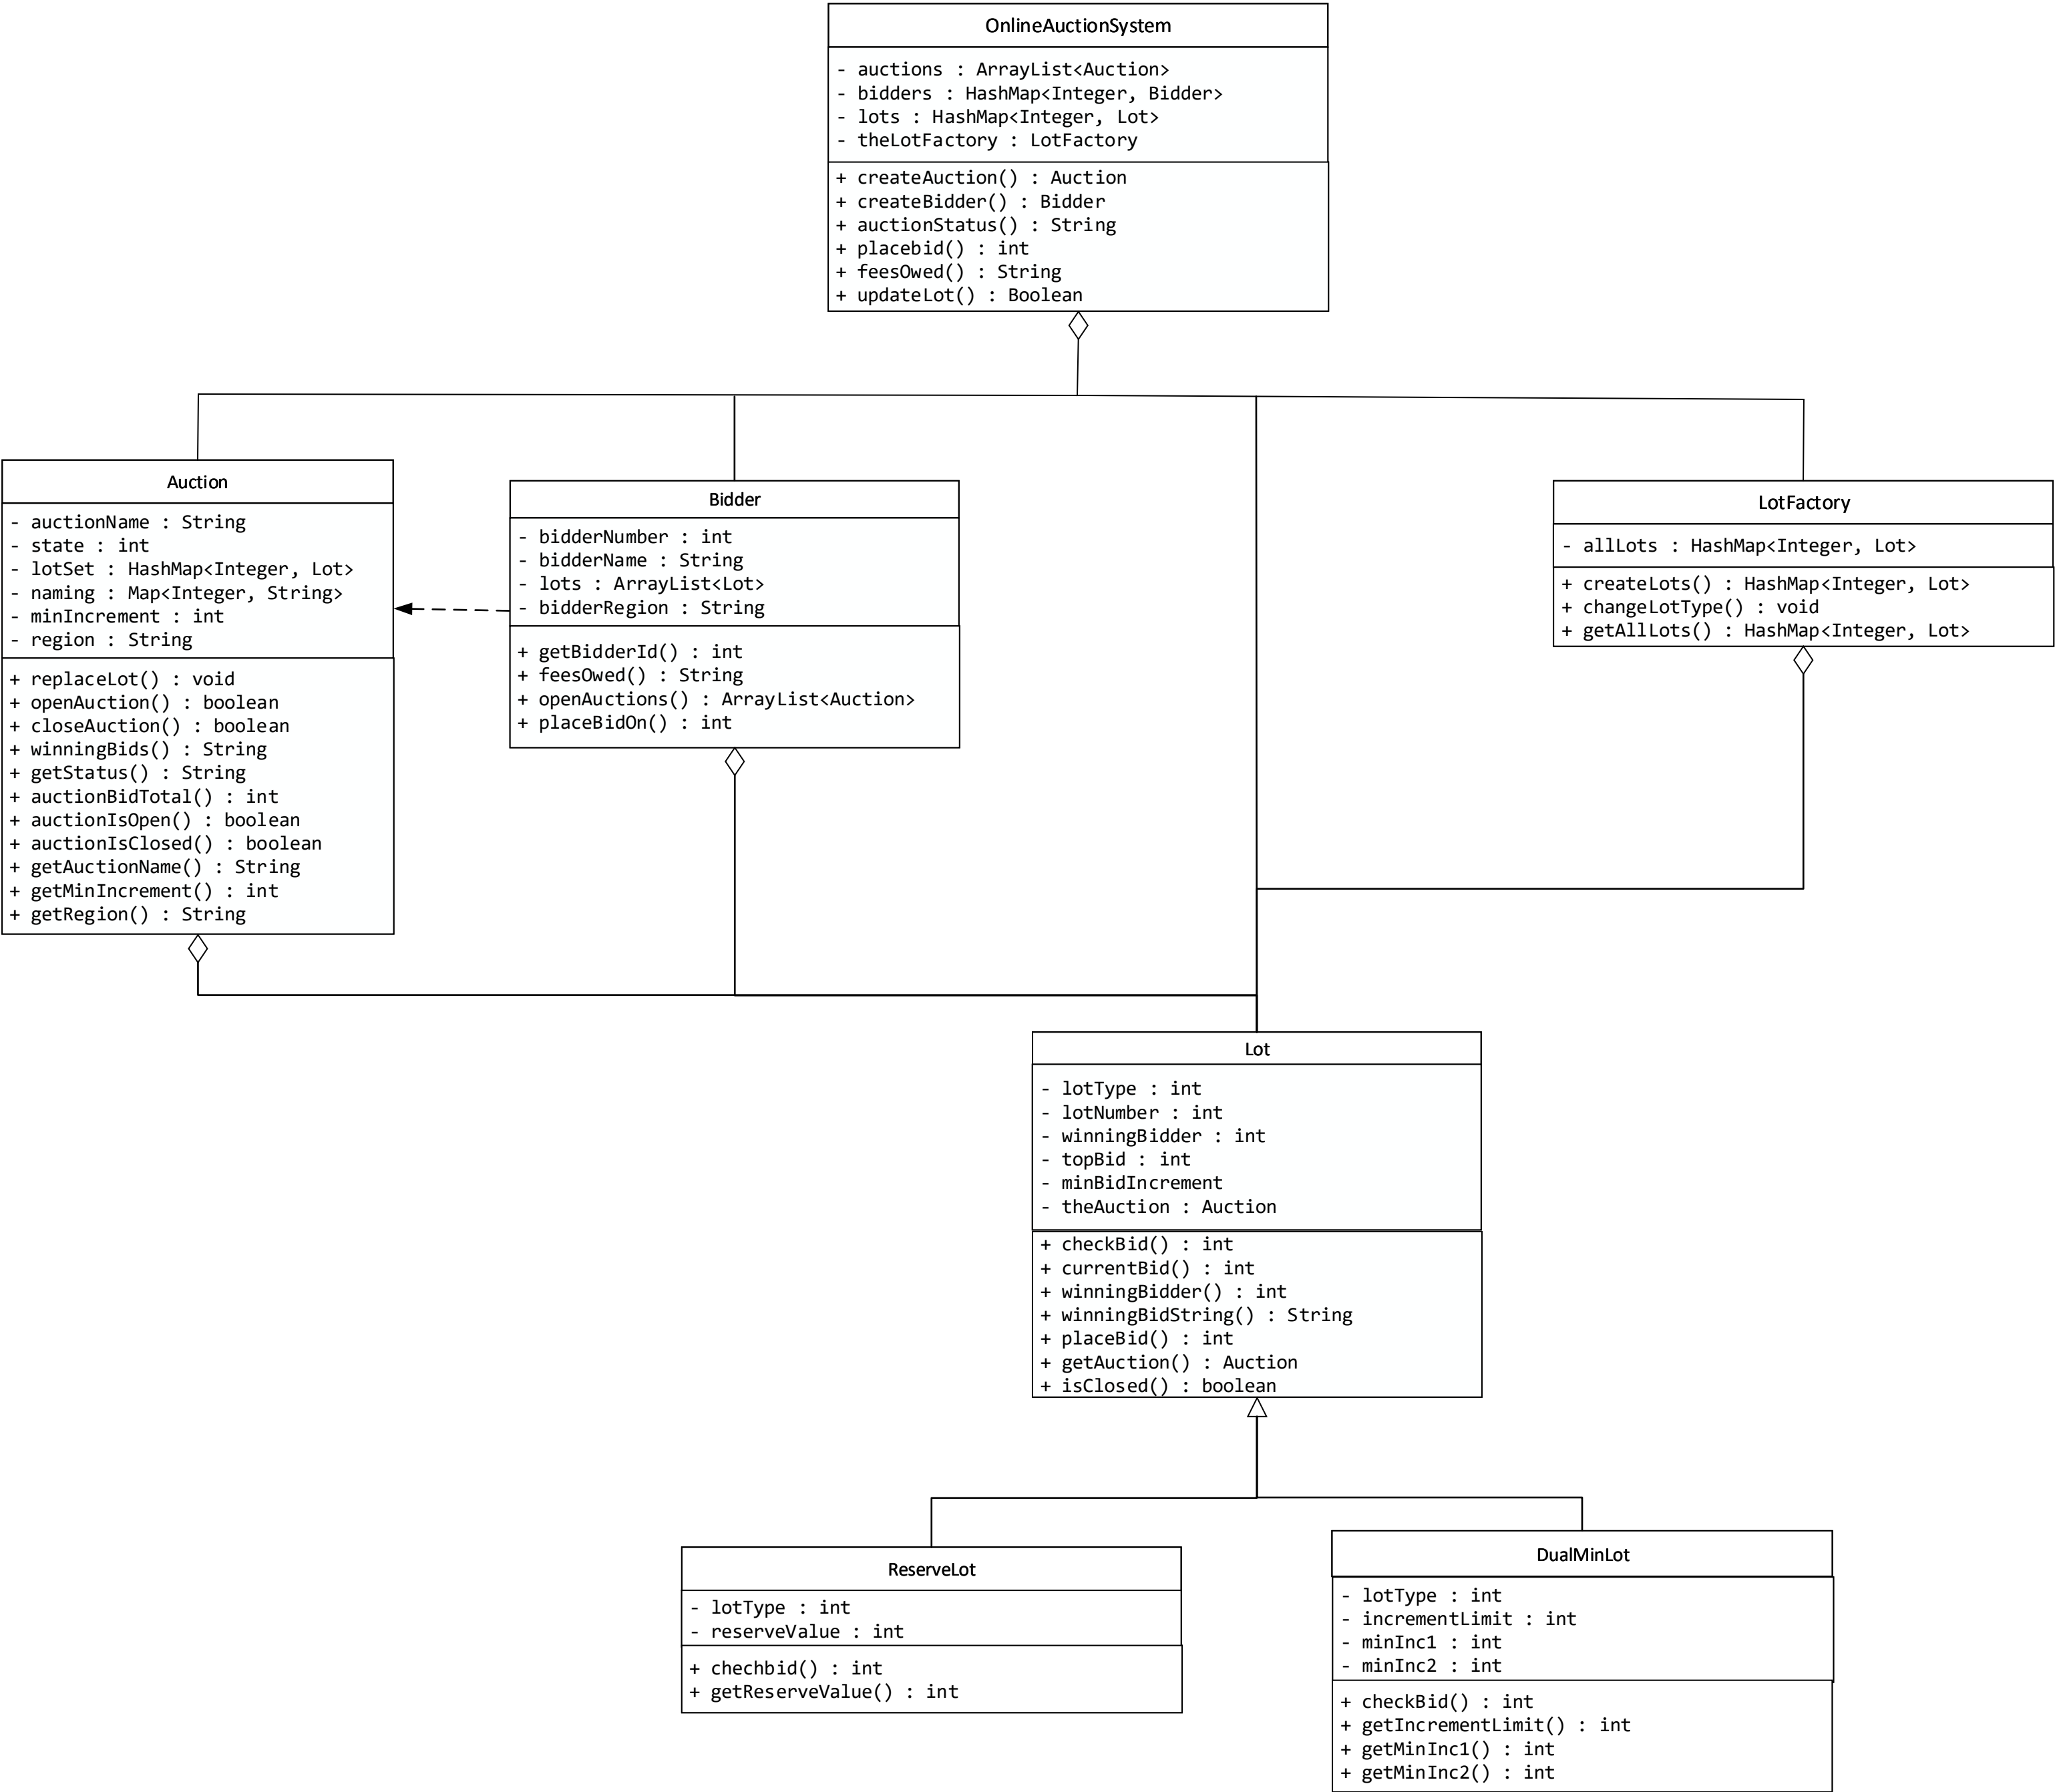 OnlineAuctionSystem
- auctions : ArrayList<Auction>
- bidders : HashMap<Integer, Bidder>
- lots : HashMap<Integer, Lot>
- theLotFactory : LotFactory
+ createAuction() : Auction
+ createBidder() : Bidder
+ auctionStatus() : String
+ placebid() : int
+ feesOwed() : String
+ updateLot() : Boolean
Auction
- auctionName : String
- state : int
- lotSet : HashMap<Integer, Lot>
- naming : Map<Integer, String>
- minIncrement : int
- region : String
+ replaceLot() : void
+ openAuction() : boolean
+ closeAuction() : boolean
+ winningBids() : String
+ getStatus() : String
+ auctionBidTotal() : int
+ auctionIsOpen() : boolean
+ auctionIsClosed() : boolean
+ getAuctionName() : String
+ getMinIncrement() : int
+ getRegion() : String
Bidder
- bidderNumber : int
- bidderName : String
- lots : ArrayList<Lot>
- bidderRegion : String
+ getBidderId() : int
+ feesOwed() : String
+ openAuctions() : ArrayList<Auction>
+ placeBidOn() : int
LotFactory
- allLots : HashMap<Integer, Lot>
+ createLots() : HashMap<Integer, Lot>
+ changeLotType() : void
+ getAllLots() : HashMap<Integer, Lot>
Lot
- lotType : int
- lotNumber : int
- winningBidder : int
- topBid : int
- minBidIncrement
- theAuction : Auction
+ checkBid() : int
+ currentBid() : int
+ winningBidder() : int
+ winningBidString() : String
+ placeBid() : int
+ getAuction() : Auction
+ isClosed() : boolean
ReserveLot
- lotType : int
- reserveValue : int
+ chechbid() : int
+ getReserveValue() : int
DualMinLot
- lotType : int
- incrementLimit : int
- minInc1 : int
- minInc2 : int
+ checkBid() : int
+ getIncrementLimit() : int
+ getMinInc1() : int
+ getMinInc2() : int